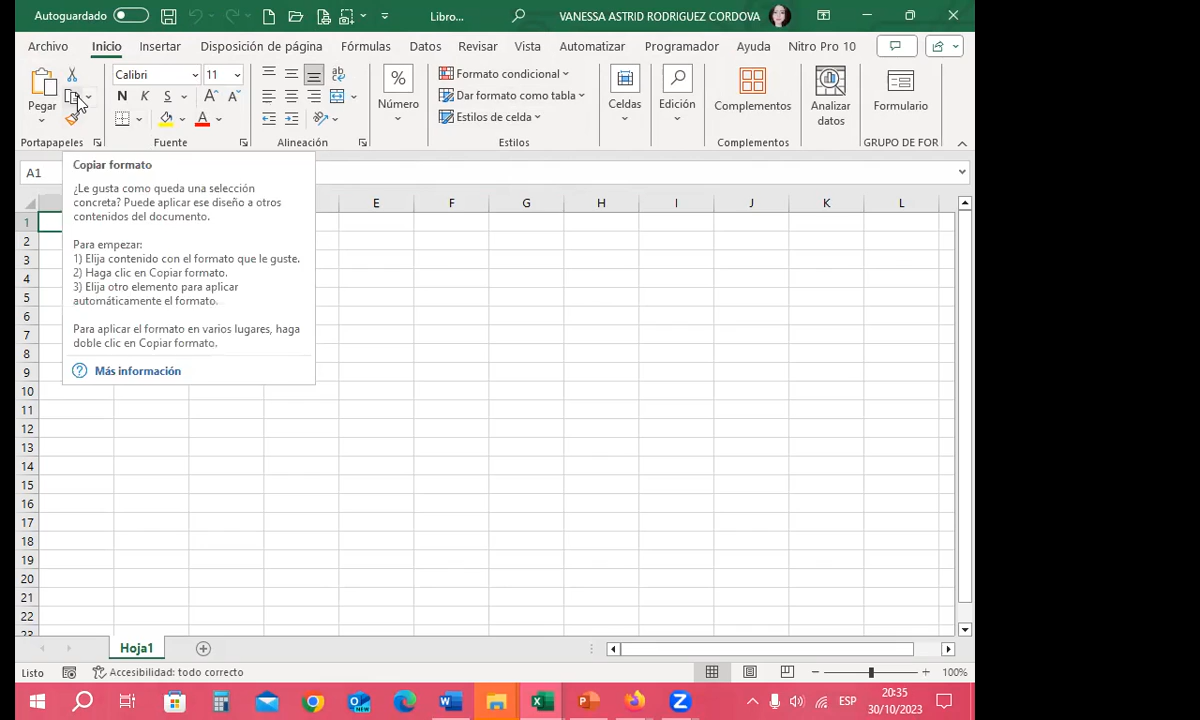 Autoguardado
Libro...
VANESSA ASTRID RODRIGUEZ CORDOVA
Archivo
Inicio
Insertar
Disposición de página
Fórmulas
Datos
Revisar
Vista
Automatizar
Programador
Ayuda
Nitro Pro 10
Pegar
Portapapeles
Calibri
11
N
K
S
A
A
A
Fuente
ab
Alineación
%
Número
Formato condicional
Dar formato como tabla
Estilos de celda
Estilos
Celdas
Edición
Complementos
Complementos
Analizar
datos
Formulario
GRUPO DE FOR
A1
Copiar formato
¿Le gusta como queda una selección
concreta? Puede aplicar ese diseño a otros
contenidos del documento.
Para empezar:
1) Elija contenido con el formato que le guste.
2) Haga clic en Copiar formato.
3) Elija otro elemento para aplicar
automáticamente el formato.
Para aplicar el formato en varios lugares, haga
doble clic en Copiar formato.
Más información
E F G H I J K L
1
2
3
4
5
6
7
8
9
10
11
12
13
14
15
16
17
18
19
20
21
22
23
Hoja1
Listo
Accesibilidad: todo correcto
100%
ESP
20:35
30/10/2023